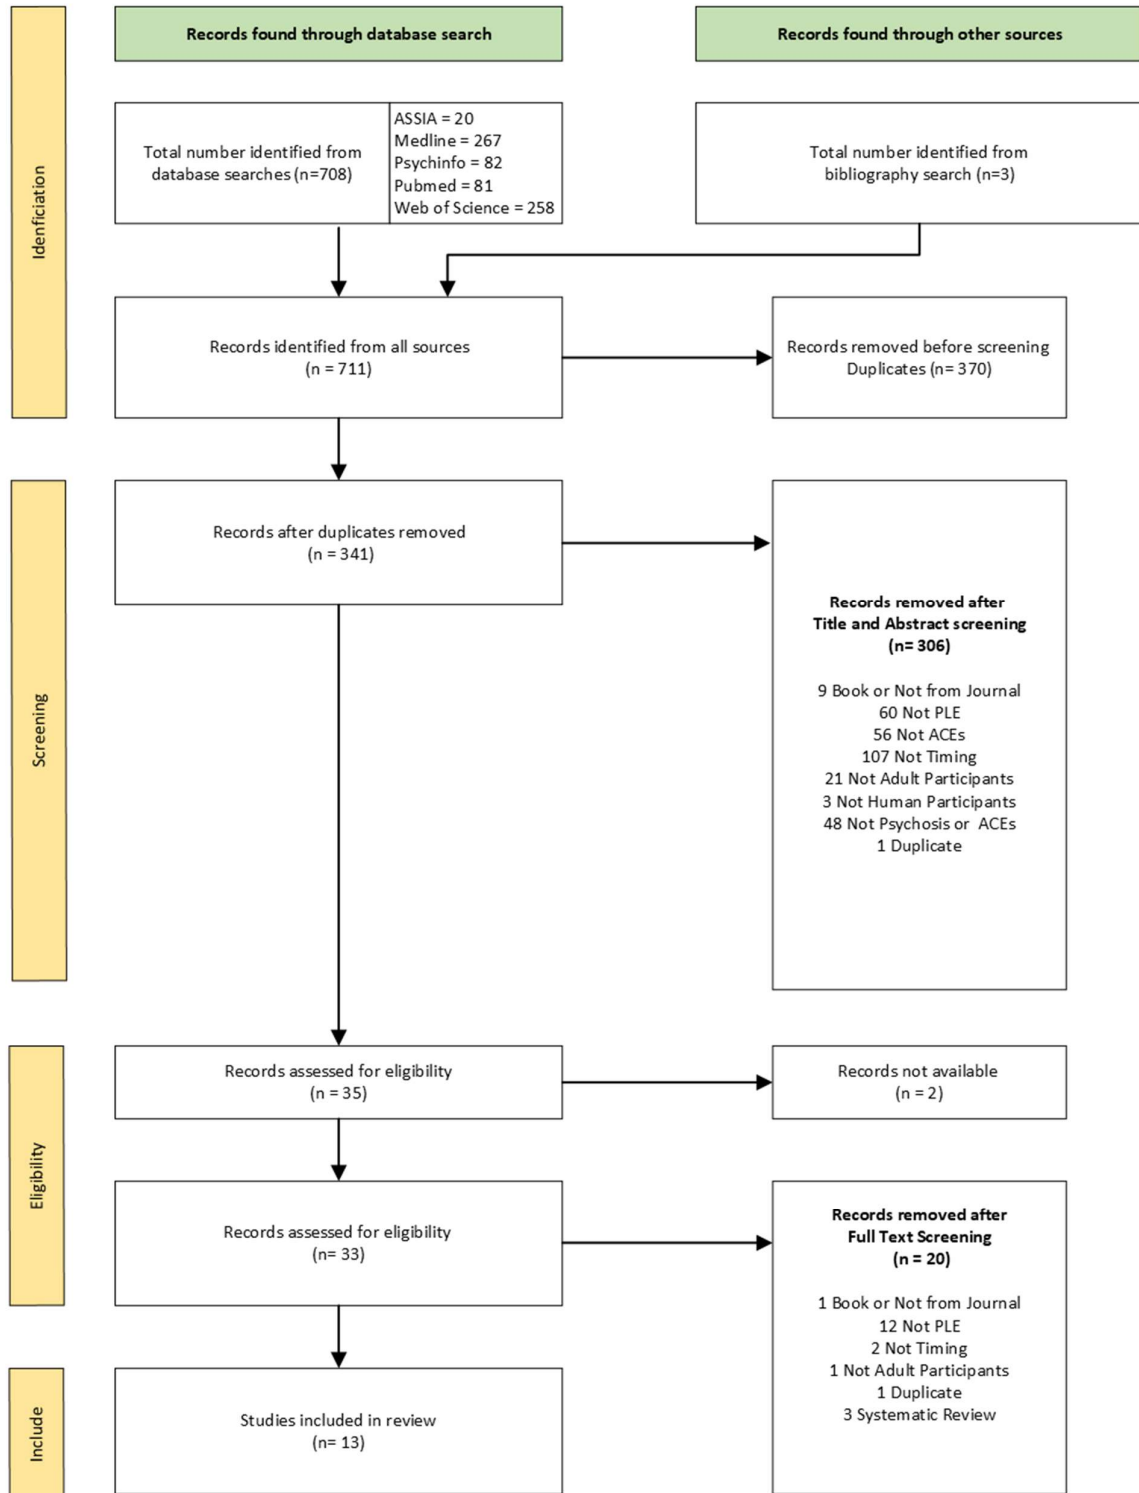 Records found through database search
Records found through other sources
Idenficiation
Total number identified from
database searches (n=708)
ASSIA = 20
Medline = 267
Psychinfo = 82
Pubmed = 81
Web of Science = 258
Total number identified from
bibliography search (n=3)
Records identified from all sources
(n = 711)
Records removed before screening
Duplicates (n= 370)
Screening
Records after duplicates removed
(n = 341)
Records removed after
Title and Abstract screening
(n= 306)
9 Book or Not from Journal
60 Not PLE
56 Not ACEs
107 Not Timing
21 Not Adult Participants
3 Not Human Participants
48 Not Psychosis or ACEs
1 Duplicate
Eligibility
Records assessed for eligibility
(n = 35)
Records not available
(n = 2)
Records assessed for eligibility
(n= 33)
Records removed after
Full Text Screening
(n = 20)
1 Book or Not from Journal
12 Not PLE
2 Not Timing
1 Not Adult Participants
1 Duplicate
3 Systematic Review
Include
Studies included in review
(n= 13)